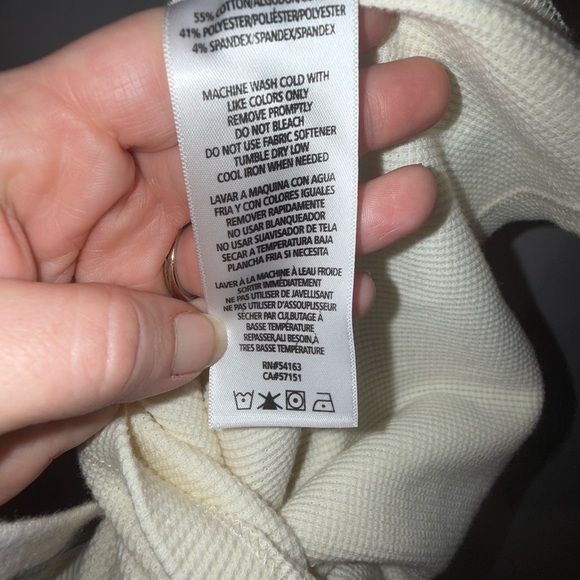 55% COTTON/ALGODON/
41% POLYESTER/POLIÉSTER/POLYESTER
4% SPANDEX/SPANDEX/SPANDEX
MACHINE WASH COLD WITH
LIKE COLORS ONLY
REMOVE PROMPTLY
DO NOT BLEACH
DO NOT USE FABRIC SOFTENER
TUMBLE DRY LOW
COOL IRON WHEN NEEDED
LAVAR A MAQUINA CON AGUA
FRIA Y CON COLORES IGUALES
REMOVER RAPIDAMENTE
NO USAR BLANQUEADOR
NO USAR SUAVISADOR DE TELA
SECAR A TEMPERATURA BAJA
PLANCHA FRIA SI NECESITA
LAVER À LA MACHINE À LEAU FROIDE
SORTIR IMMÉDIATEMENT
NE PAS UTILISER DE JAVELLISANT
NE PAS UTILISER D'ASSOUPLISSEUR
SÉCHER PAR CULBUTAGE À
BASSE TEMPÉRATURE
REPASSER,AU BESOIN,À
TRES BASSE TEMPÉRATURE
RN#54163
CA#57151